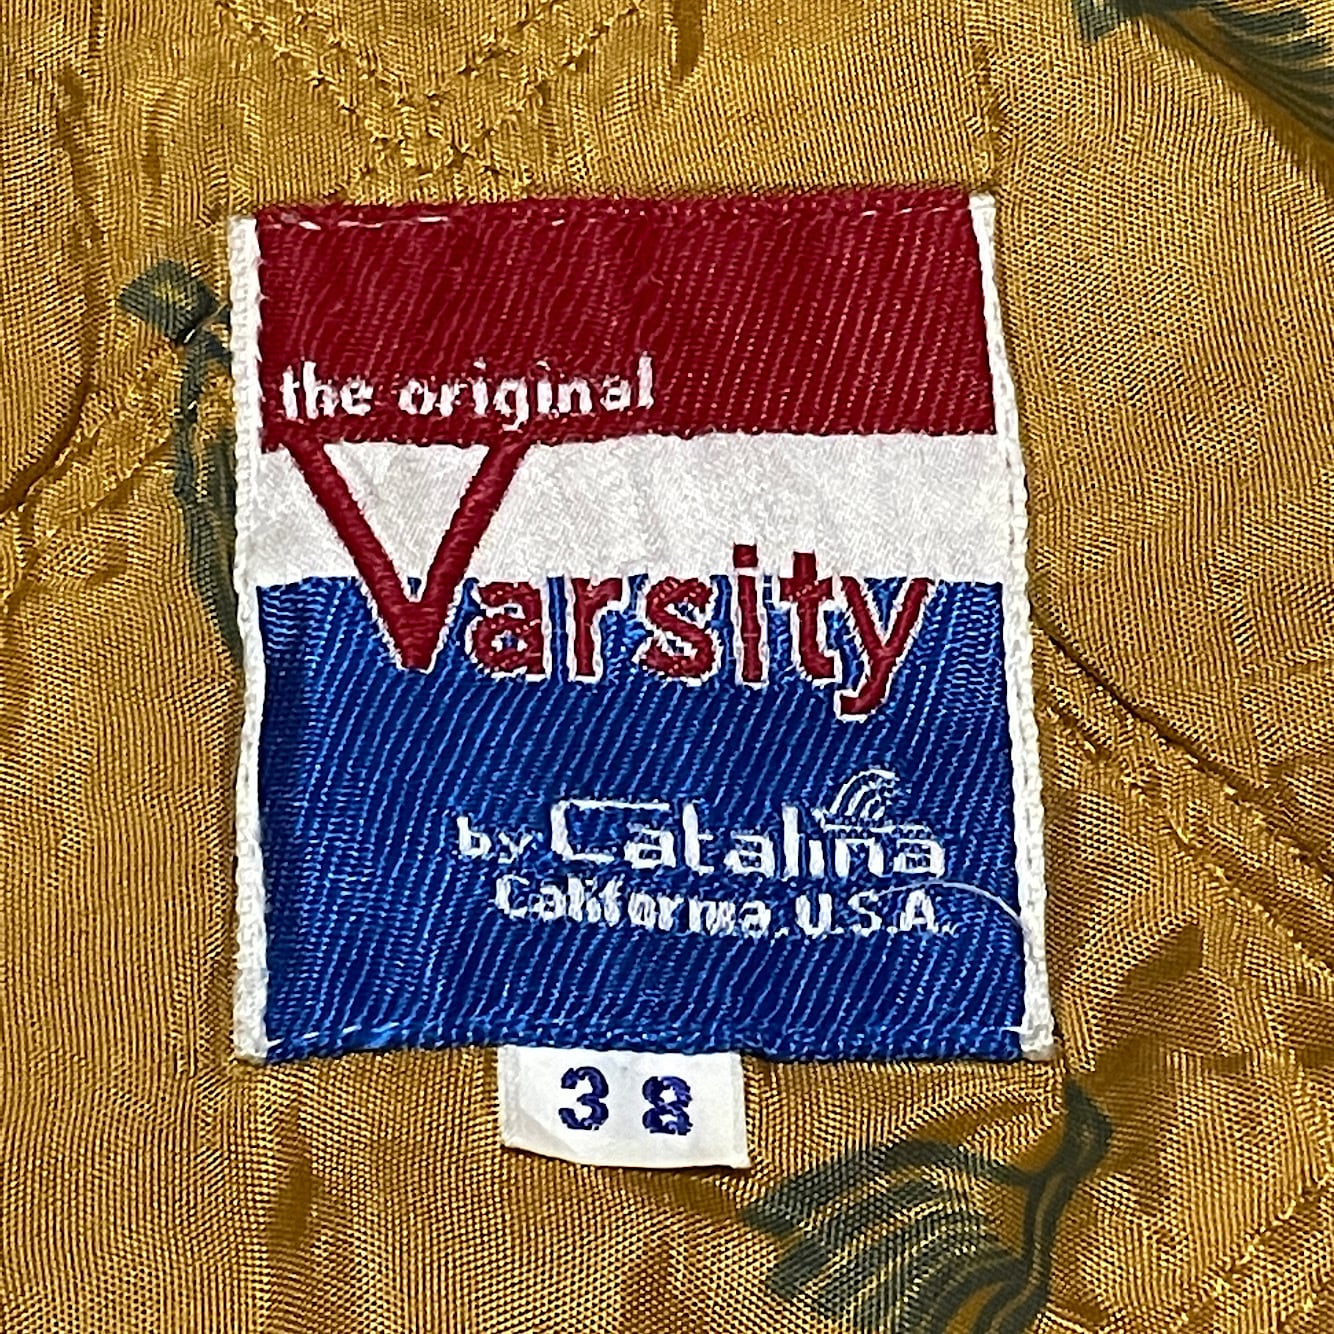 the original
Varsity
by Catalina
California, U.S.A.
38